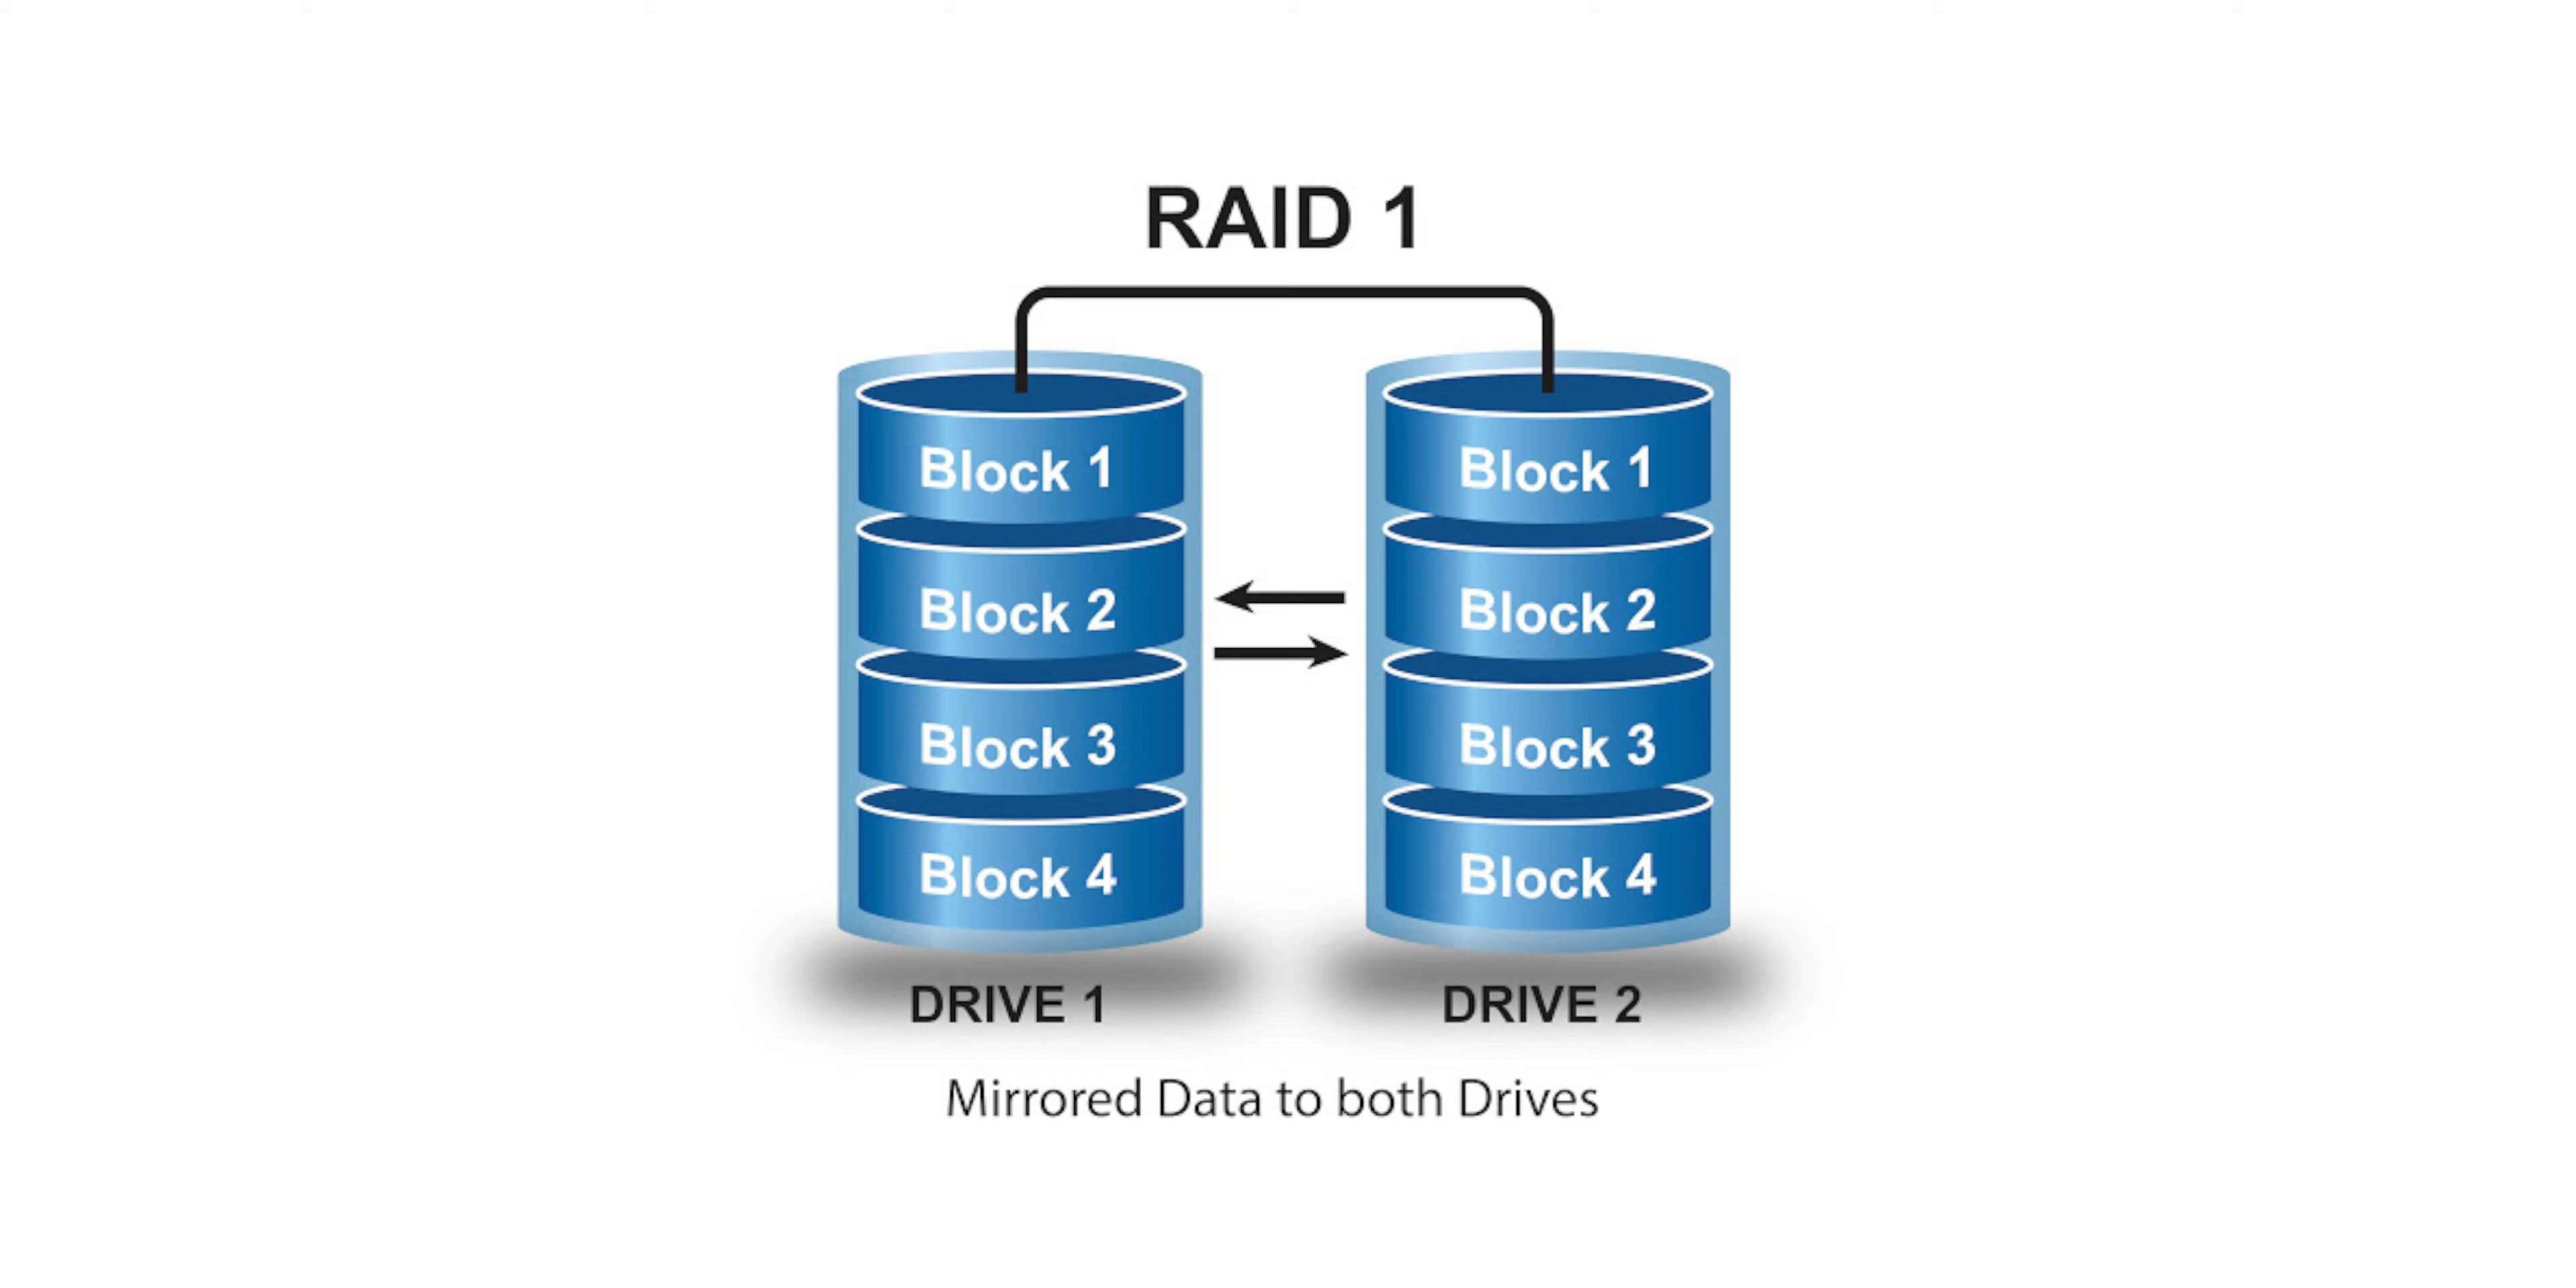 RAID 1
Block 1
Block 2
Block 3
Block 4
DRIVE 1
Block 1
Block 2
Block 3
Block 4
DRIVE 2
Mirrored Data to both Drives